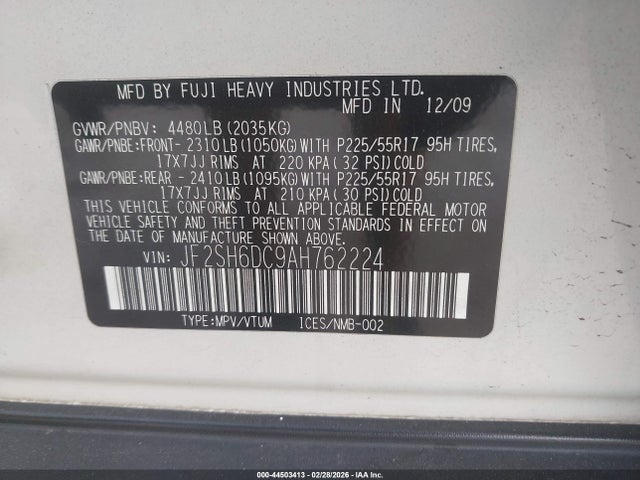 MFD BY FUJI HEAVY INDUSTRIES LTD.
MFD IN 12/09
GVWR/PNBV: 4480LB(2035KG)
GAWR/PNBE:FRONT- 2310LB(1050KG)WITH P225/55R17 95H TIRES,
17X7JJ RIMS AT 220 KPA(32 PSI)COLD
GAWR/PNBE:REAR - 2410LB(1095KG)WITH P225/55R17 95H TIRES,
17X7JJ RIMS AT 210 KPA(30 PSI)COLD
THIS VEHICLE CONFORMS TO ALL APPLICABLE FEDERAL MOTOR
VEHICLE SAFETY AND THEFT PREVENTION STANDARDS IN
EFFECT ON THE DATE OF MANUFACTURE SHOWN ABOVE.
VIN: JF2SH6DC9AH762224
TYPE:MPV/VTUM ICES/NMB-002
000-44503413 - 02/28/2026 - IAA Inc.